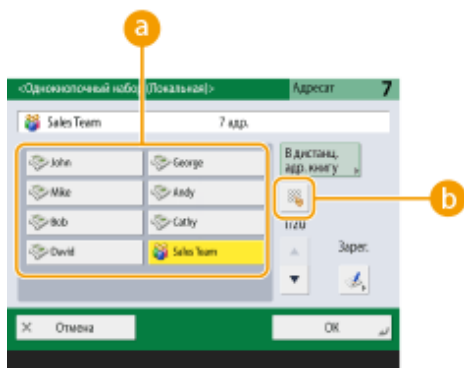 a
<Однокнопочный набор (Локальная)> Адресат 7
Sales Team 7 адр.
John George
Mike Andy
Bob Cathy
David Sales Team
В дистанц.
адр. книгу
b
1/20
Зарег.
× Отмена OK